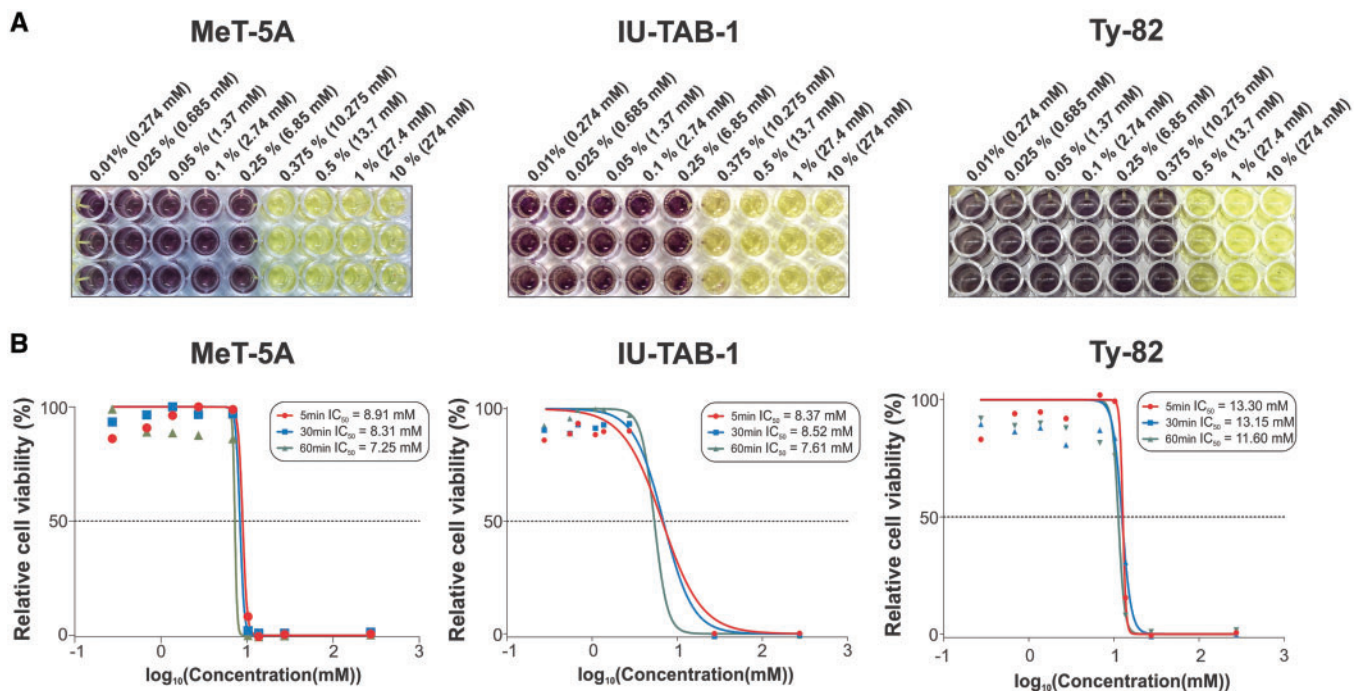 A
MeT-5A
IU-TAB-1
Ty-82
0.01% (0.274 mM)
0.025 % (0.685 mM)
0.05 % (1.37 mM)
0.1 % (2.74 mM)
0.25 % (6.85 mM)
0.375 % (10.275 mM)
0.5 % (13.7 mM)
1 % (27.4 mM)
10 % (274 mM)
0.01% (0.274 mM)
0.025 % (0.685 mM)
0.05 % (1.37 mM)
0.1 % (2.74 mM)
0.25 % (6.85 mM)
0.375 % (10.275 mM)
0.5 % (13.7 mM)
1 % (27.4 mM)
10 % (274 mM)
0.01% (0.274 mM)
0.025 % (0.685 mM)
0.05 % (1.37 mM)
0.1 % (2.74 mM)
0.25 % (6.85 mM)
0.375 % (10.275 mM)
0.5 % (13.7 mM)
1 % (27.4 mM)
10 % (274 mM)
B
MeT-5A
Relative cell viability (%)
100
50
0
-1 0 1 2 3
log₁₀(Concentration(mM))
5min IC₅₀ = 8.91 mM
30min IC₅₀ = 8.31 mM
60min IC₅₀ = 7.25 mM
IU-TAB-1
Relative cell viability (%)
100
50
0
-1 0 1 2 3
log₁₀(Concentration(mM))
5min IC₅₀ = 8.37 mM
30min IC₅₀ = 8.52 mM
60min IC₅₀ = 7.61 mM
Ty-82
Relative cell viability (%)
100
50
0
-1 0 1 2 3
log₁₀(Concentration(mM))
5min IC₅₀ = 13.30 mM
30min IC₅₀ = 13.15 mM
60min IC₅₀ = 11.60 mM